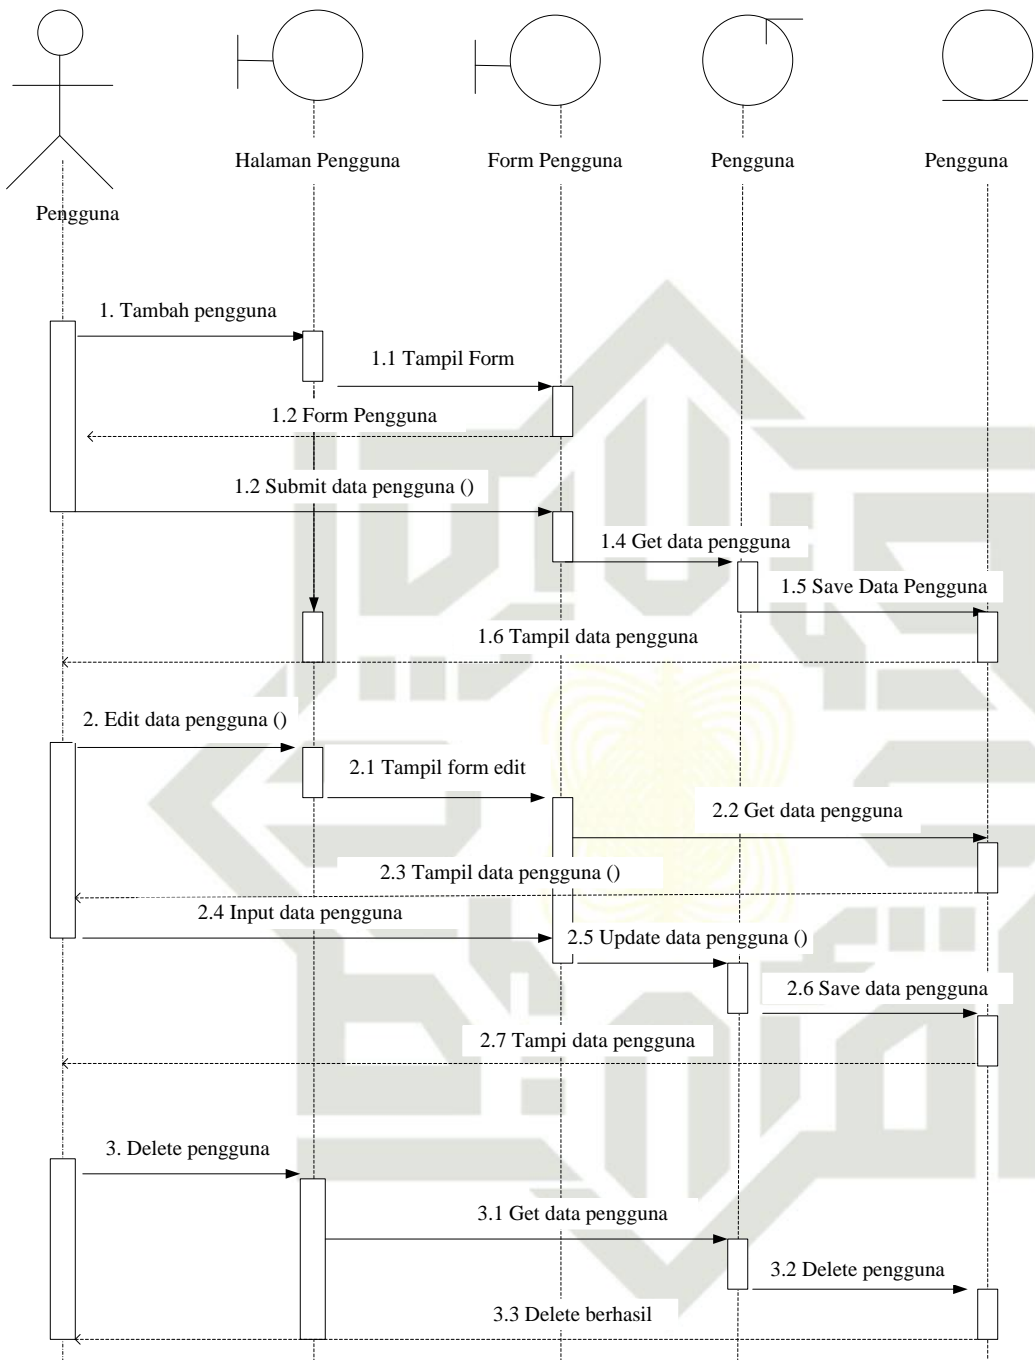 Halaman Pengguna
Form Pengguna
Pengguna
Pengguna
Pengguna
1. Tambah pengguna
1.1 Tampil Form
1.2 Form Pengguna
1.2 Submit data pengguna ()
1.4 Get data pengguna
1.5 Save Data Pengguna
1.6 Tampil data pengguna
2. Edit data pengguna ()
2.1 Tampil form edit
2.2 Get data pengguna
2.3 Tampil data pengguna ()
2.4 Input data pengguna
2.5 Update data pengguna ()
2.6 Save data pengguna
2.7 Tampi data pengguna
3. Delete pengguna
3.1 Get data pengguna
3.2 Delete pengguna
3.3 Delete berhasil